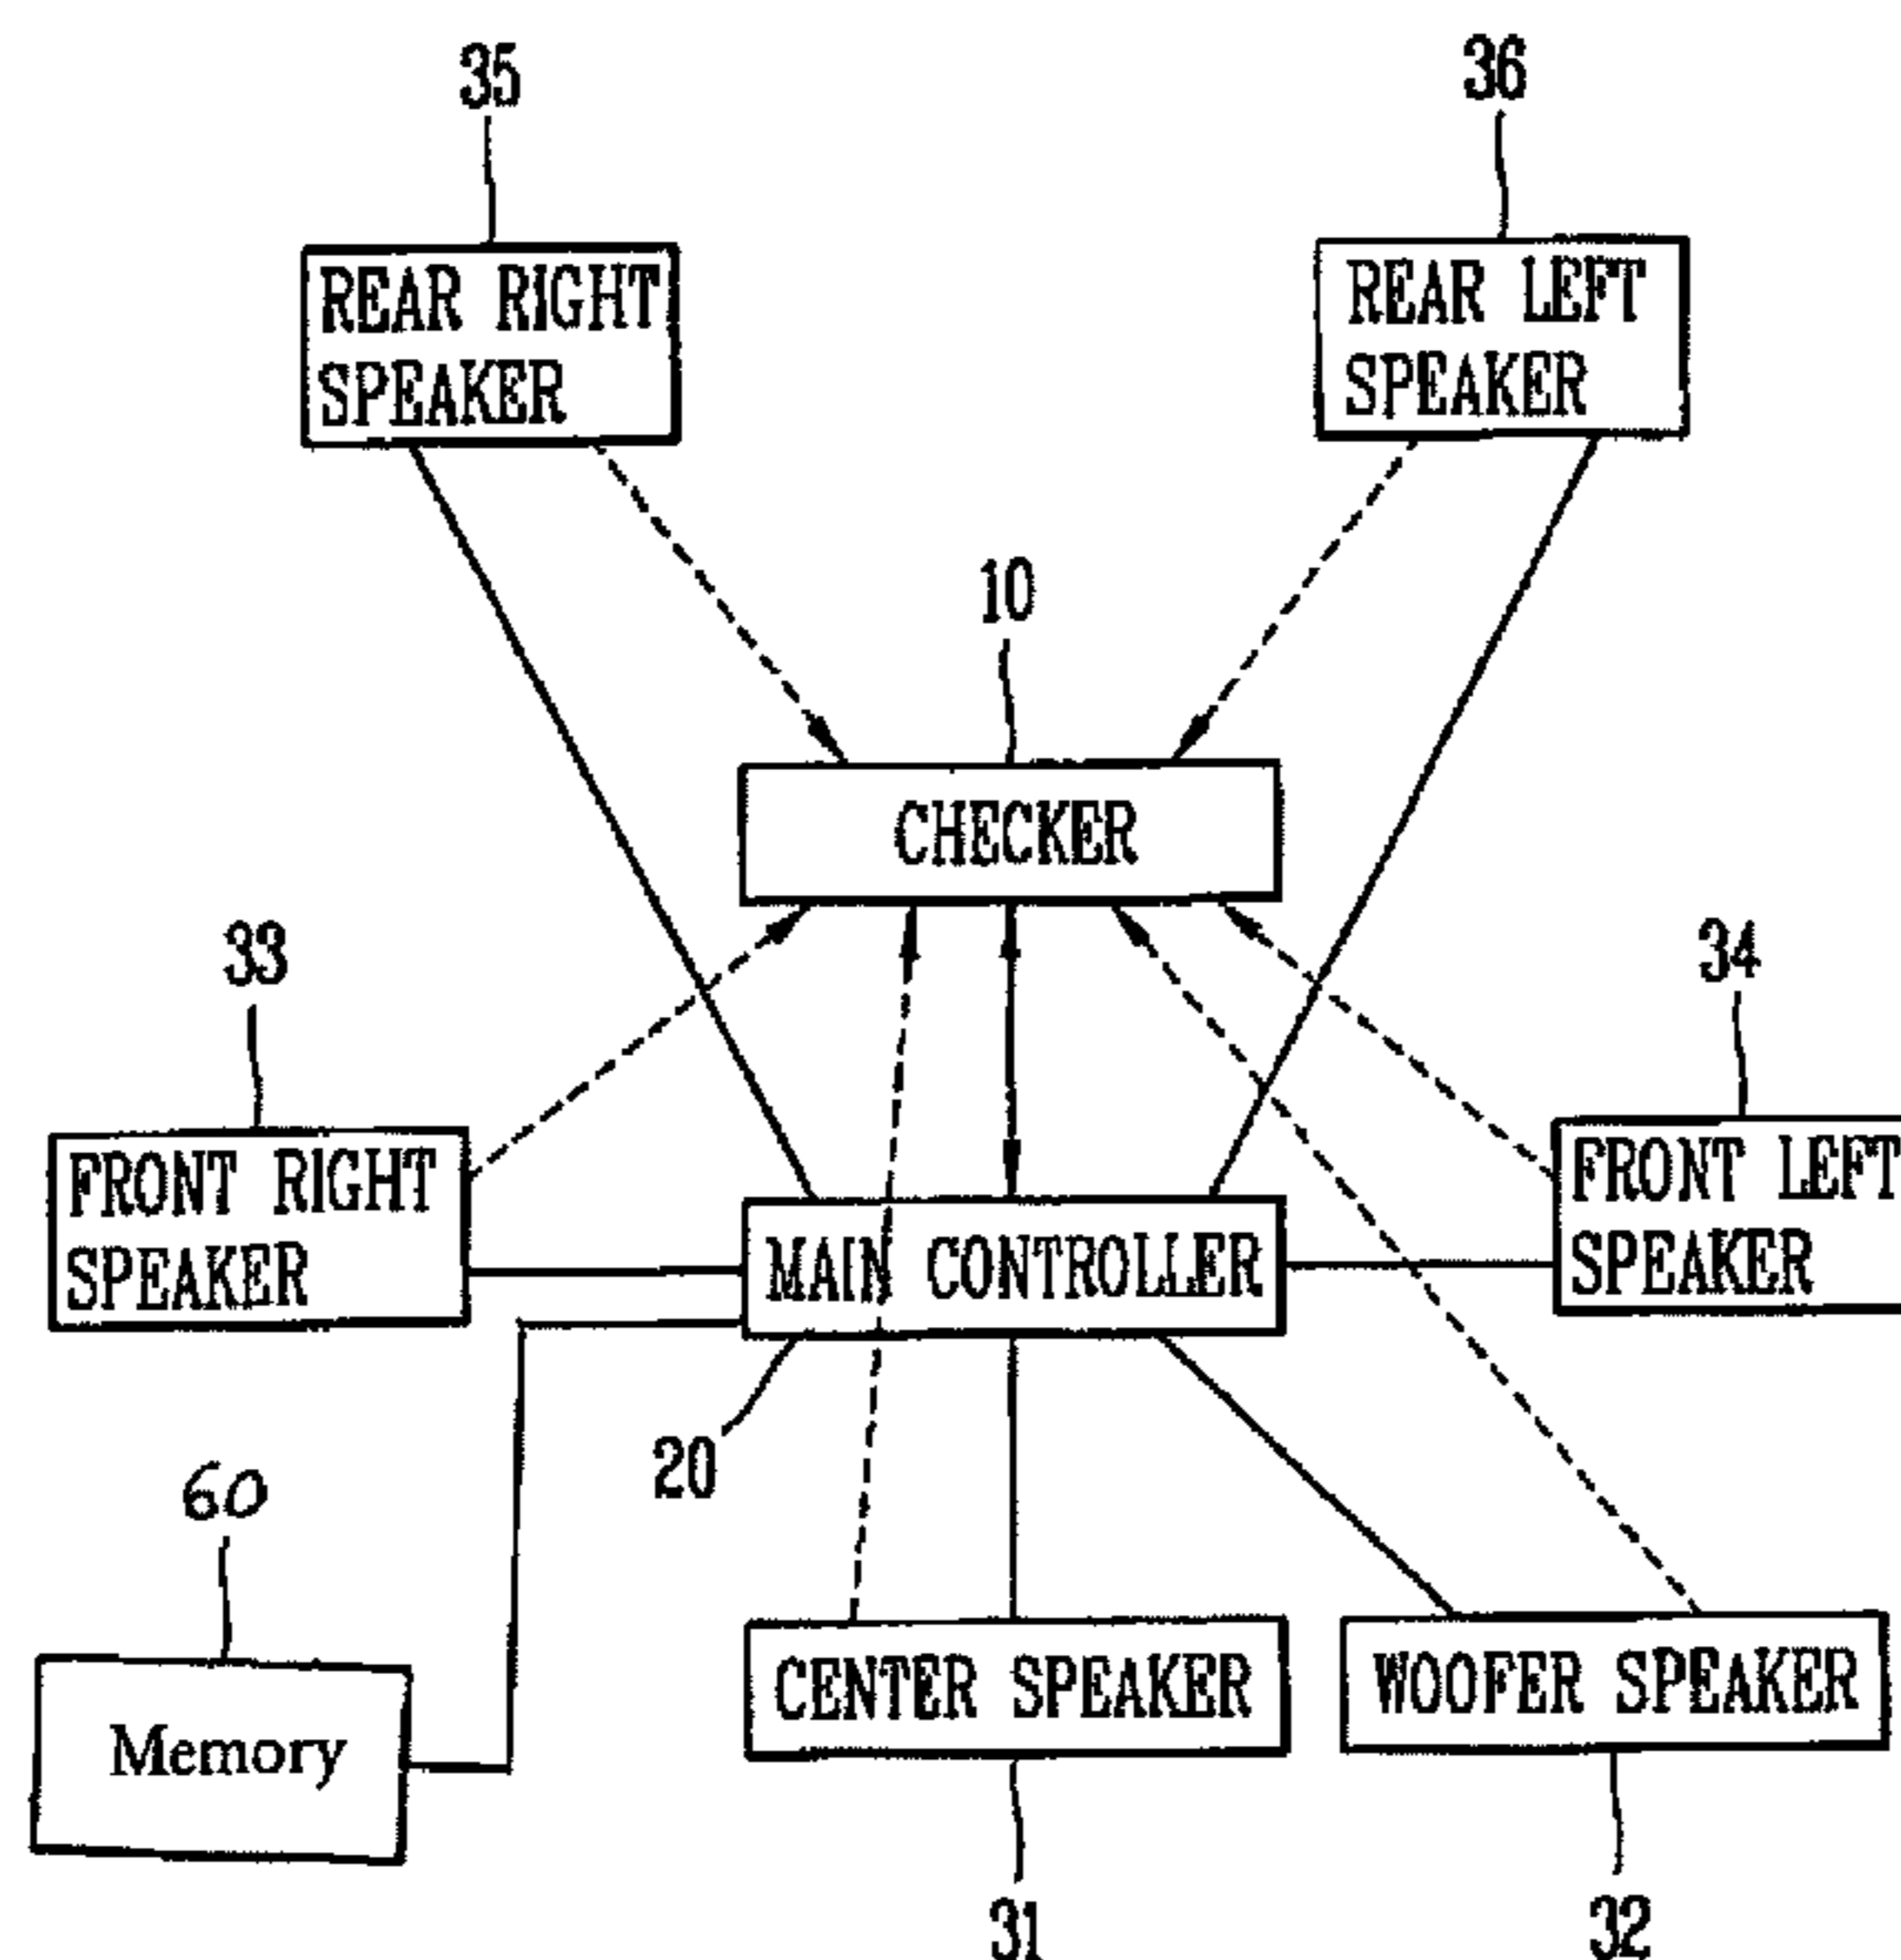 35
36
REAR RIGHT
SPEAKER
REAR LEFT
SPEAKER
10
CHECKER
33
34
FRONT RIGHT
SPEAKER
FRONT LEFT
SPEAKER
MAIN CONTROLLER
20
60
Memory
CENTER SPEAKER
WOOFER SPEAKER
31
32